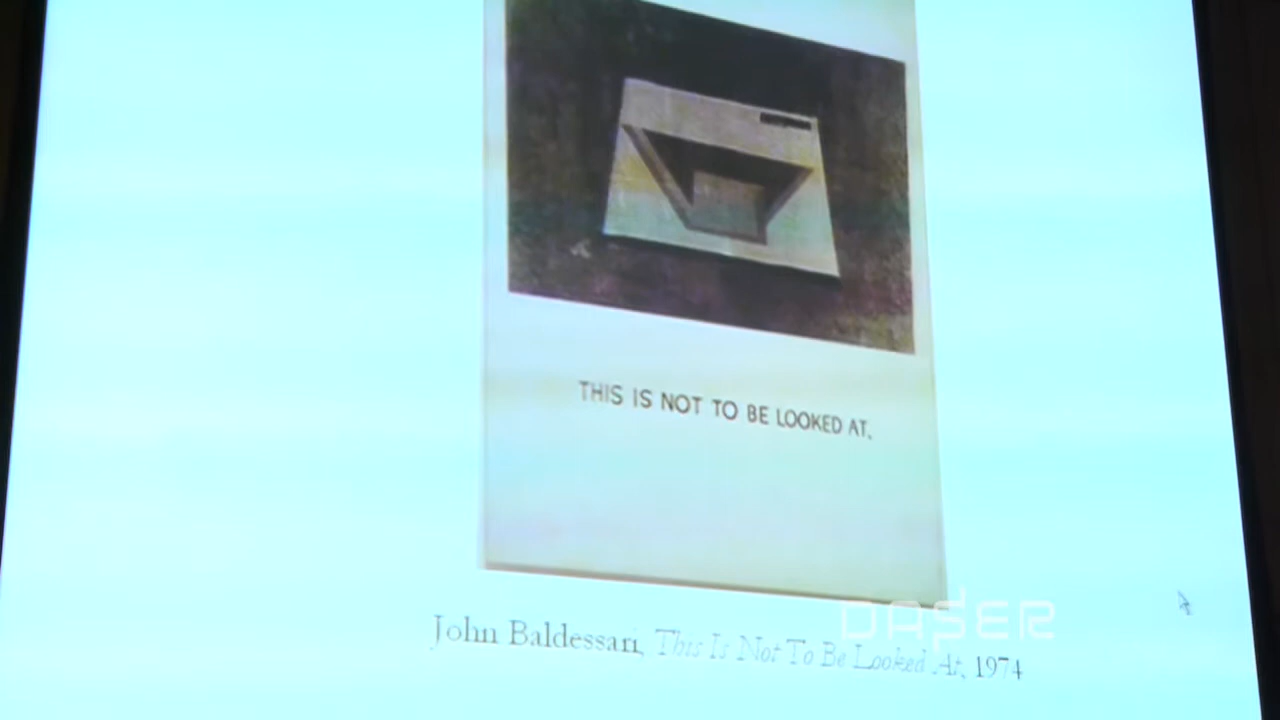 THIS IS NOT TO BE LOOKED AT.
John Baldessari, This Is Not To Be Looked At, 1974
DASER